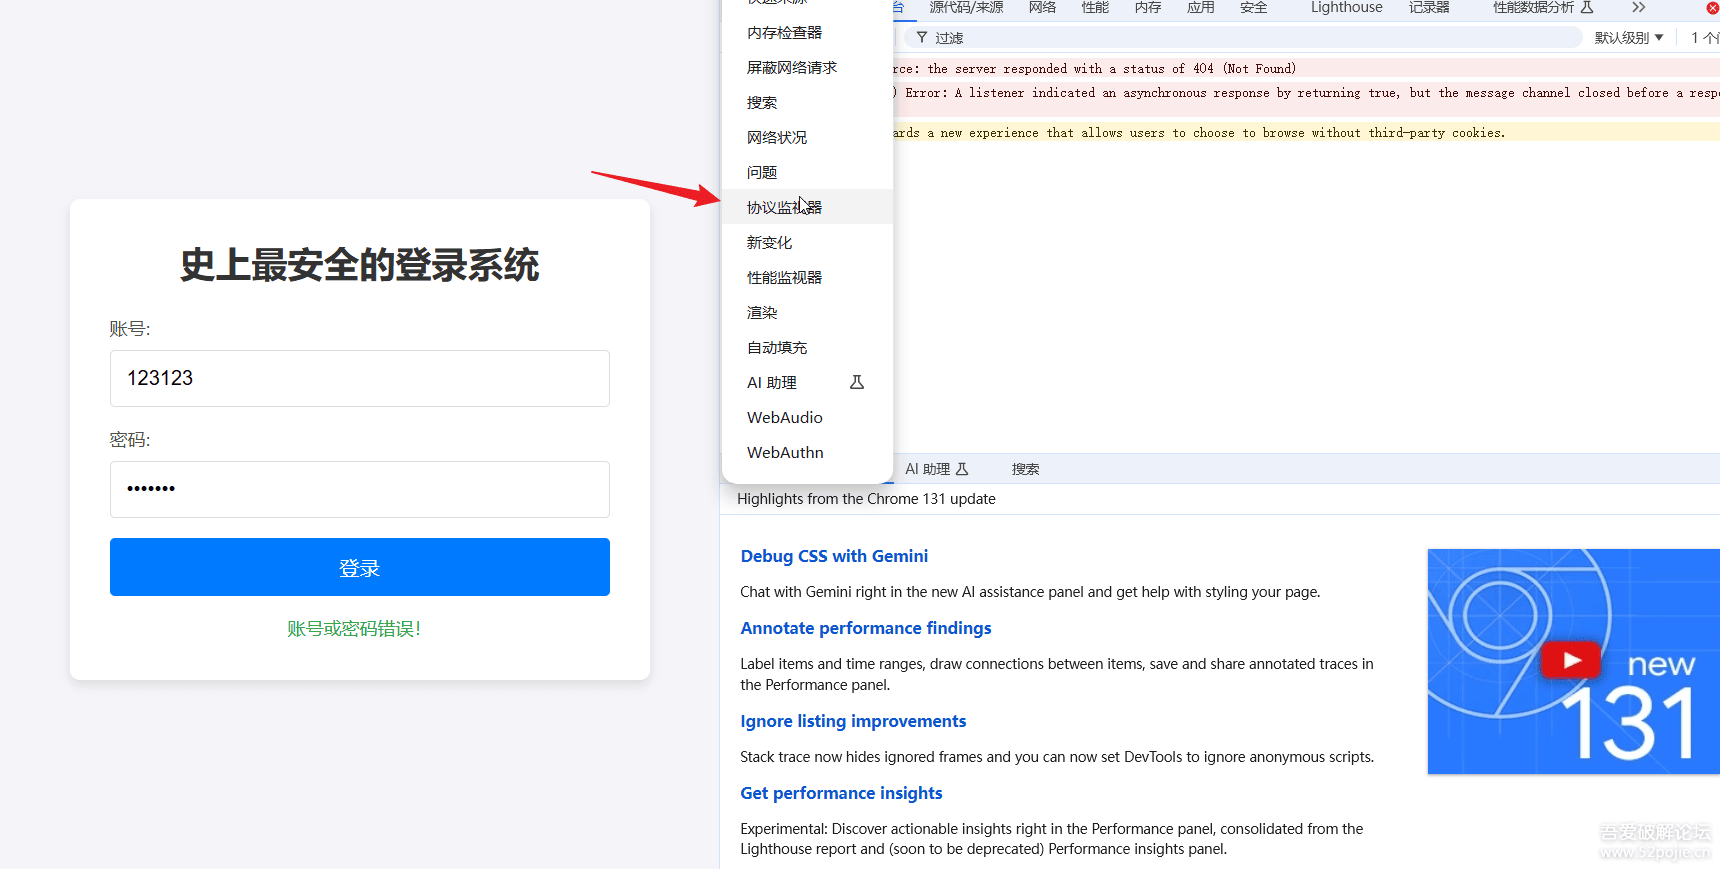 史上最安全的登录系统
账号:
123123
密码:
•••••••
登录
账号或密码错误！
快速来源
内存检查器
屏蔽网络请求
搜索
网络状况
问题
协议监视器
新变化
性能监视器
渲染
自动填充
AI 助理
WebAudio
WebAuthn
台 源代码/来源 网络 性能 内存 应用 安全 Lighthouse 记录器 性能数据分析
过滤 默认级别 1 个
rce: the server responded with a status of 404 (Not Found)
) Error: A listener indicated an asynchronous response by returning true, but the message channel closed before a resp
ards a new experience that allows users to choose to browse without third-party cookies.
AI 助理 搜索
Highlights from the Chrome 131 update
Debug CSS with Gemini
Chat with Gemini right in the new AI assistance panel and get help with styling your page.
Annotate performance findings
Label items and time ranges, draw connections between items, save and share annotated traces in
the Performance panel.
Ignore listing improvements
Stack trace now hides ignored frames and you can now set DevTools to ignore anonymous scripts.
Get performance insights
Experimental: Discover actionable insights right in the Performance panel, consolidated from the
Lighthouse report and (soon to be deprecated) Performance insights panel.
new
131
吾爱破解论坛
www.52pojie.cn